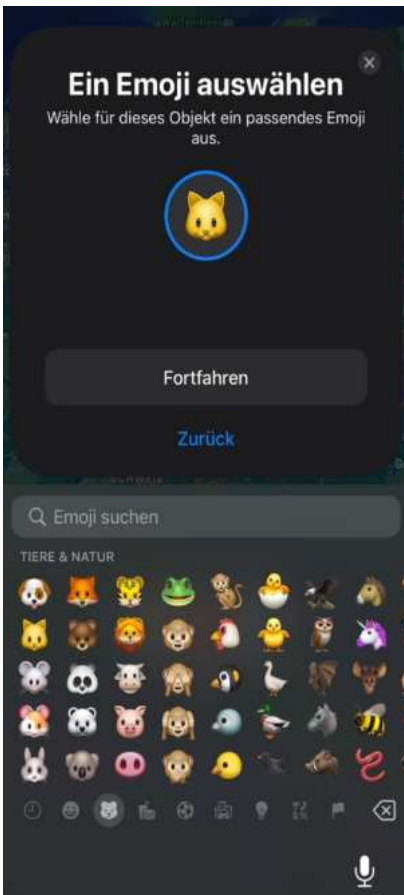 Ein Emoji auswählen
Wähle für dieses Objekt ein passendes Emoji
aus.
Fortfahren
Zurück
Emoji suchen
TIERE & NATUR